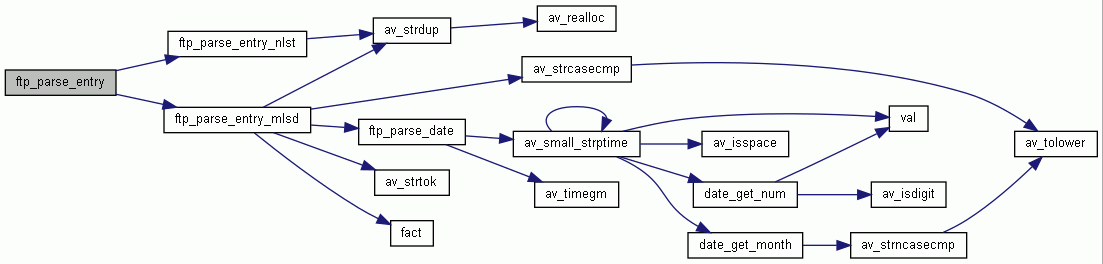 ftp_parse_entry
ftp_parse_entry_nlst
ftp_parse_entry_mlsd
av_strdup
av_realloc
av_strcasecmp
ftp_parse_date
av_strtok
fact
av_small_strptime
av_timegm
val
av_isspace
date_get_num
date_get_month
av_isdigit
av_strncasecmp
av_tolower